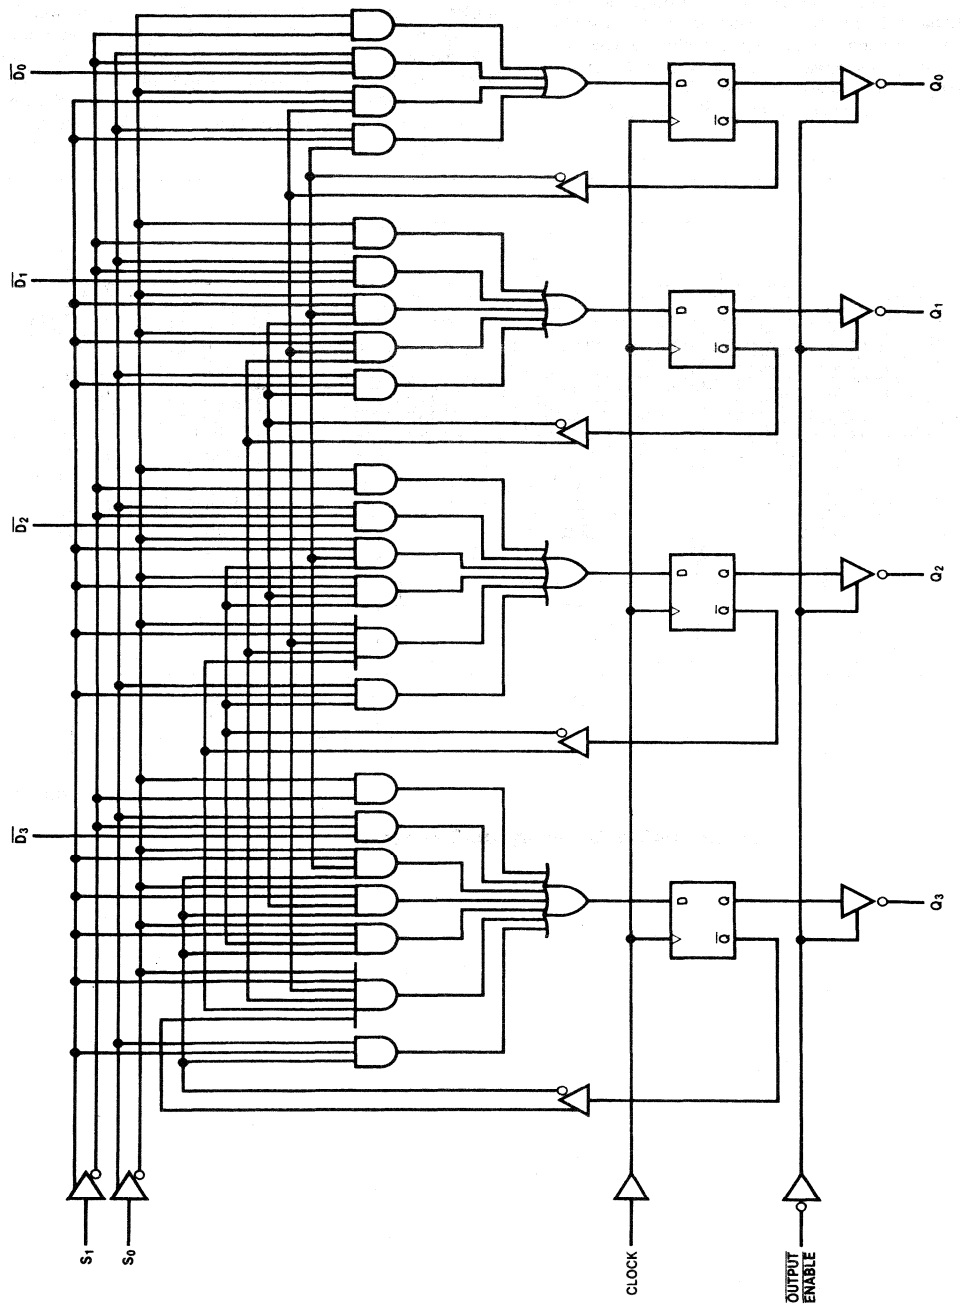 D̅0
D
Q
Q̅
Q0
D̅1
D
Q
Q̅
Q1
D̅2
D
Q
Q̅
Q2
D̅3
D
Q
Q̅
Q3
S1
S0
CLOCK
OUTPUT
ENABLE